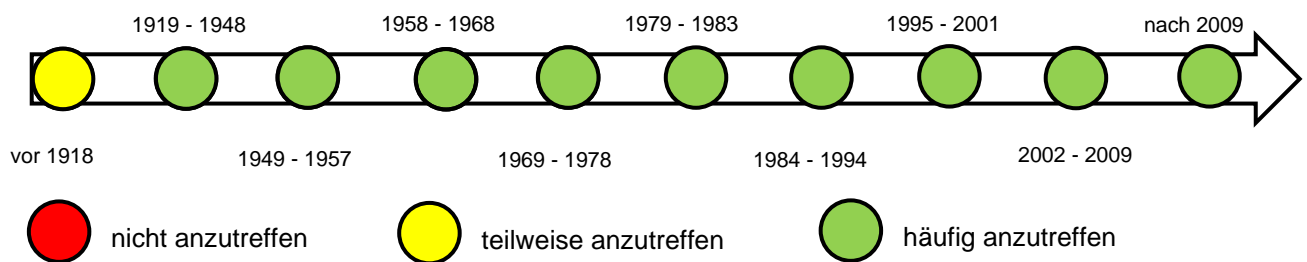 1919 - 1948
1958 - 1968
1979 - 1983
1995 - 2001
nach 2009
vor 1918
1949 - 1957
1969 - 1978
1984 - 1994
2002 - 2009
nicht anzutreffen
teilweise anzutreffen
häufig anzutreffen